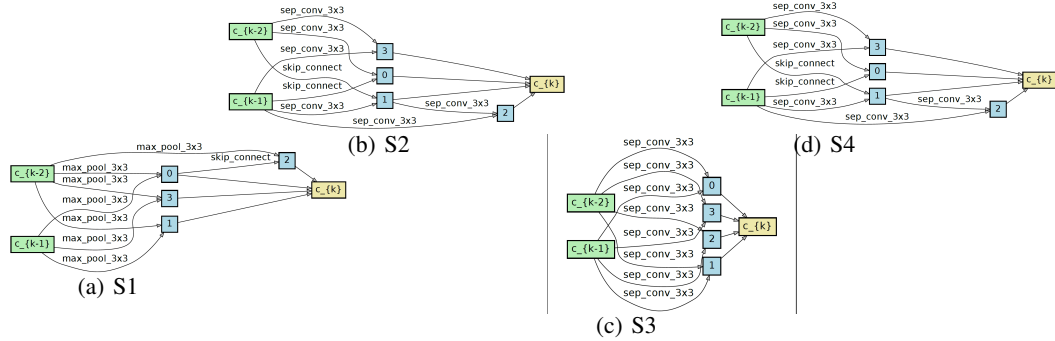 sep_conv_3x3
c_{k-2}
sep_conv_3x3
3
sep_conv_3x3
skip_connect
0
c_{k}
skip_connect
1
c_{k-1}
sep_conv_3x3
sep_conv_3x3
2
sep_conv_3x3
(b) S2
sep_conv_3x3
c_{k-2}
sep_conv_3x3
3
sep_conv_3x3
skip_connect
0
c_{k}
skip_connect
1
c_{k-1}
sep_conv_3x3
sep_conv_3x3
2
sep_conv_3x3
(d) S4
max_pool_3x3
skip_connect
2
c_{k-2}
max_pool_3x3
0
max_pool_3x3
c_{k}
max_pool_3x3
3
max_pool_3x3
1
c_{k-1}
max_pool_3x3
max_pool_3x3
(a) S1
sep_conv_3x3
sep_conv_3x3
0
c_{k-2}
sep_conv_3x3
3
sep_conv_3x3
c_{k}
c_{k-1}
sep_conv_3x3
2
sep_conv_3x3
1
sep_conv_3x3
sep_conv_3x3
(c) S3